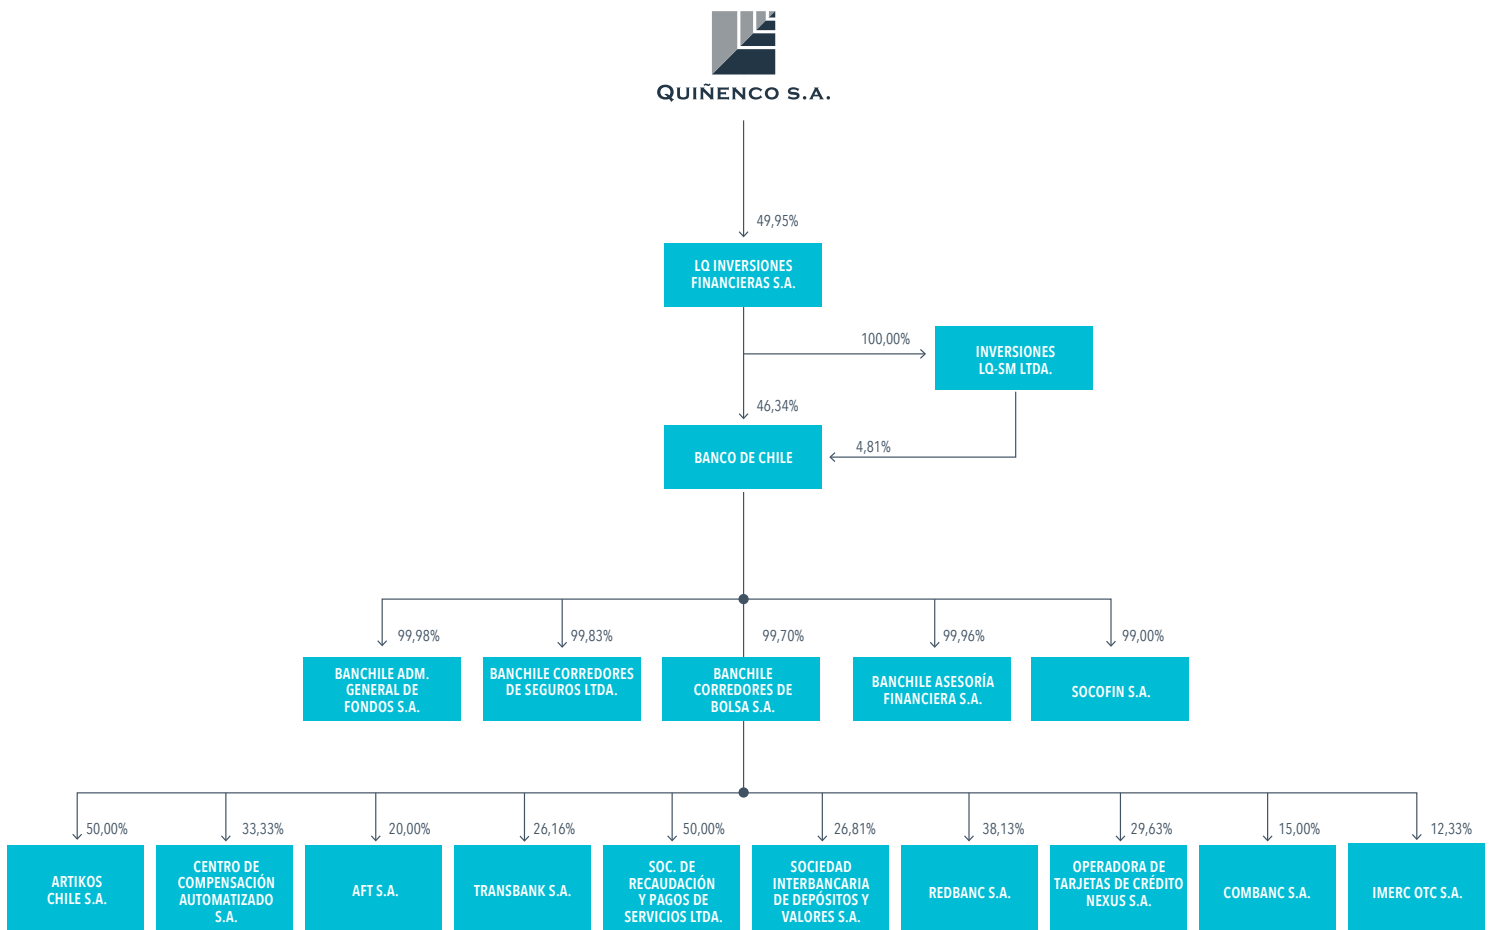 QUIÑENCO S.A.
49,95%
LQ INVERSIONES
FINANCIERAS S.A.
100,00%
INVERSIONES
LQ-SM LTDA.
46,34%
4,81%
BANCO DE CHILE
99,98%
99,83%
99,70%
99,96%
99,00%
BANCHILE ADM.
GENERAL DE
FONDOS S.A.
BANCHILE CORREDORES
DE SEGUROS LTDA.
BANCHILE
CORREDORES DE
BOLSA S.A.
BANCHILE ASESORÍA
FINANCIERA S.A.
SOCOFIN S.A.
50,00%
33,33%
20,00%
26,16%
50,00%
26,81%
38,13%
29,63%
15,00%
12,33%
ARTIKOS
CHILE S.A.
CENTRO DE
COMPENSACIÓN
AUTOMATIZADO
S.A.
AFT S.A.
TRANSBANK S.A.
SOC. DE
RECAUDACIÓN
Y PAGOS DE
SERVICIOS LTDA.
SOCIEDAD
INTERBANCARIA
DE DEPÓSITOS Y
VALORES S.A.
REDBANC S.A.
OPERADORA DE
TARJETAS DE CRÉDITO
NEXUS S.A.
COMBANC S.A.
IMERC OTC S.A.